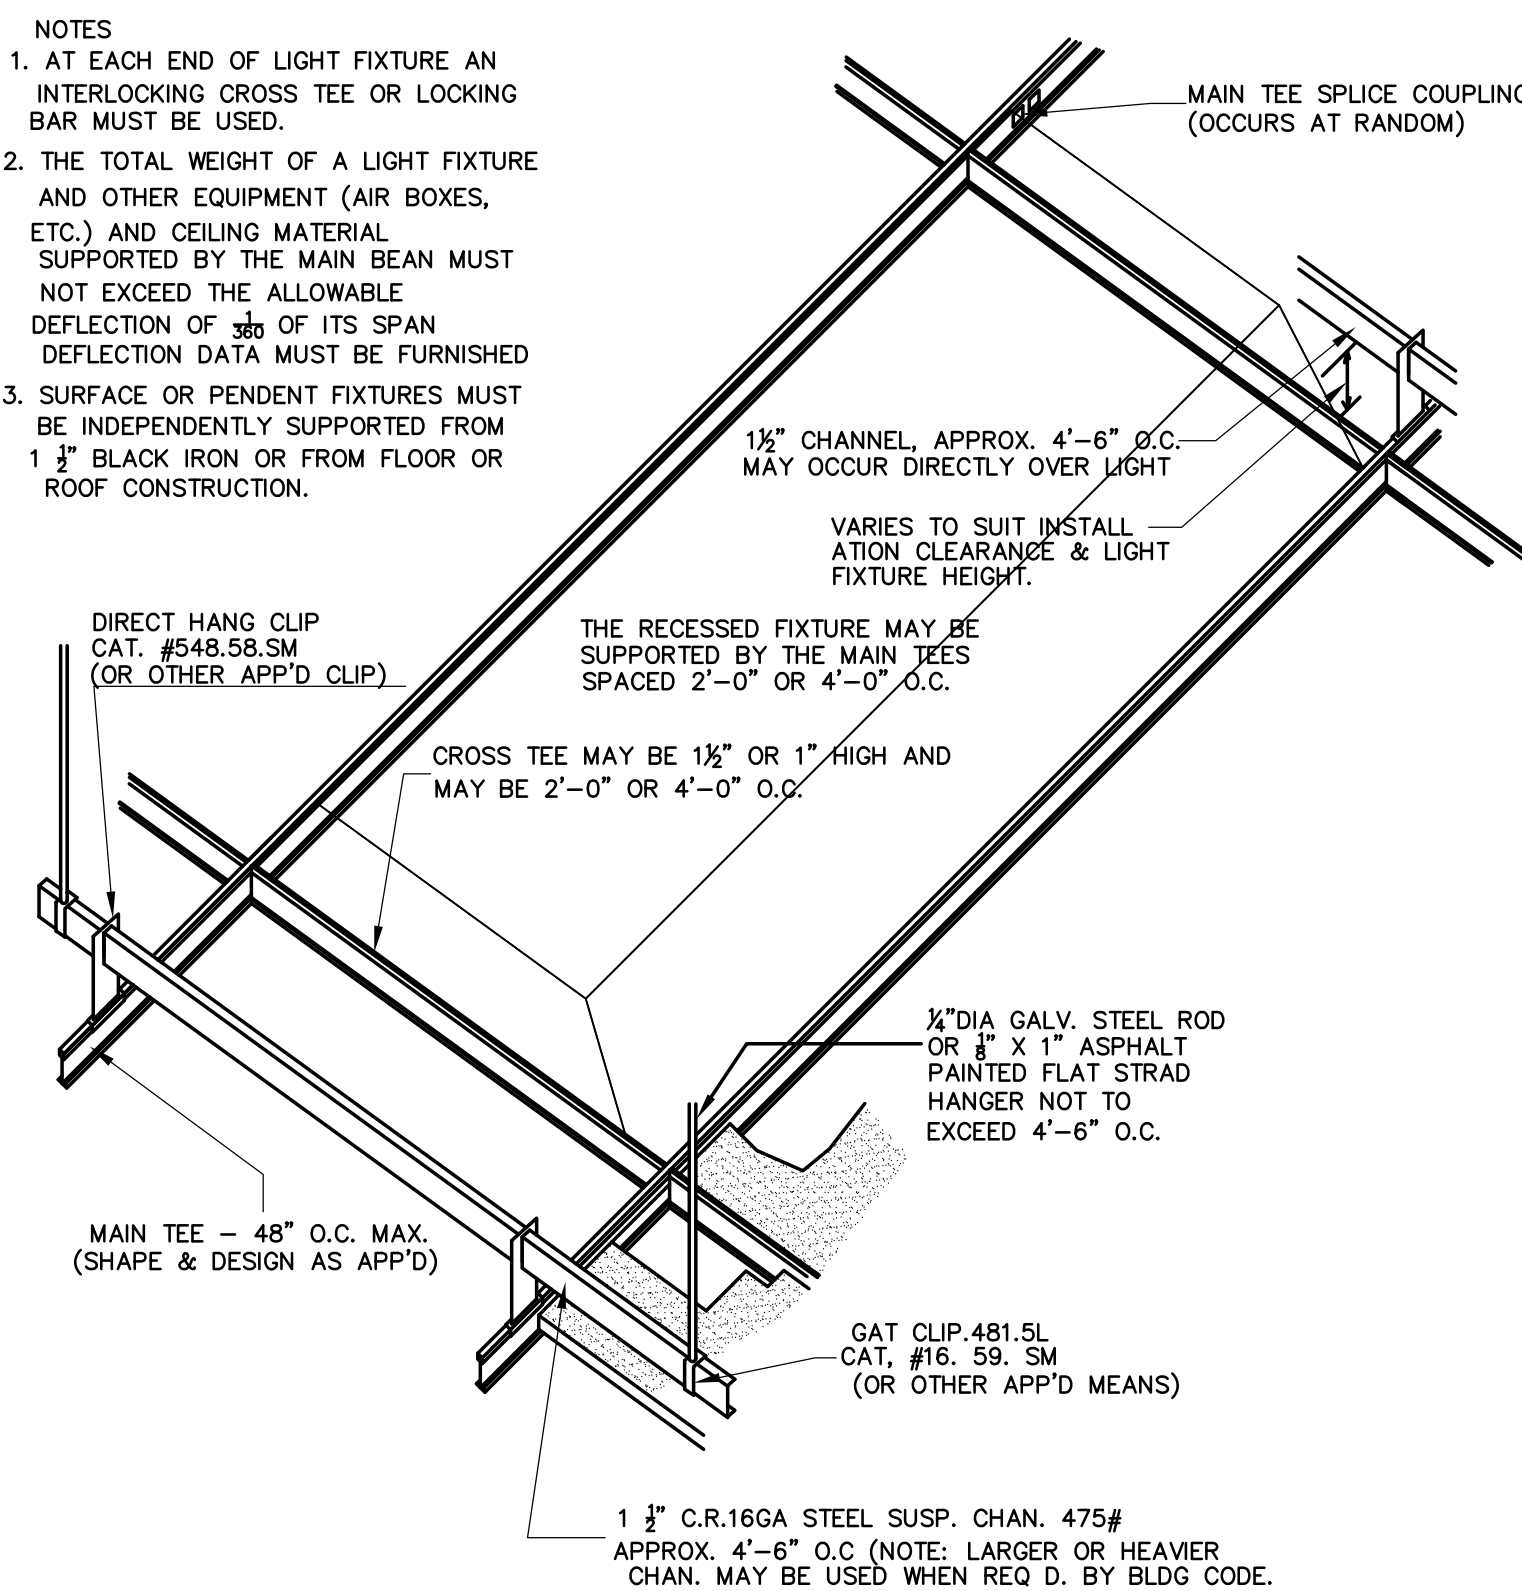 NOTES
1. AT EACH END OF LIGHT FIXTURE AN
INTERLOCKING CROSS TEE OR LOCKING
BAR MUST BE USED.
2. THE TOTAL WEIGHT OF A LIGHT FIXTURE
AND OTHER EQUIPMENT (AIR BOXES,
ETC.) AND CEILING MATERIAL
SUPPORTED BY THE MAIN BEAN MUST
NOT EXCEED THE ALLOWABLE
DEFLECTION OF 1/360 OF ITS SPAN
DEFLECTION DATA MUST BE FURNISHED
3. SURFACE OR PENDENT FIXTURES MUST
BE INDEPENDENTLY SUPPORTED FROM
1 1/2" BLACK IRON OR FROM FLOOR OR
ROOF CONSTRUCTION.
MAIN TEE SPLICE COUPLING
(OCCURS AT RANDOM)
1½" CHANNEL, APPROX. 4'-6" O.C.
MAY OCCUR DIRECTLY OVER LIGHT
VARIES TO SUIT INSTALL
ATION CLEARANCE & LIGHT
FIXTURE HEIGHT.
DIRECT HANG CLIP
CAT. #548.58.SM
(OR OTHER APP'D CLIP)
THE RECESSED FIXTURE MAY BE
SUPPORTED BY THE MAIN TEES
SPACED 2'-0" OR 4'-0" O.C.
CROSS TEE MAY BE 1½" OR 1" HIGH AND
MAY BE 2'-0" OR 4'-0" O.C.
¼"DIA GALV. STEEL ROD
OR 1/8" X 1" ASPHALT
PAINTED FLAT STRAD
HANGER NOT TO
EXCEED 4'-6" O.C.
MAIN TEE - 48" O.C. MAX.
(SHAPE & DESIGN AS APP'D)
GAT CLIP.481.5L
CAT, #16. 59. SM
(OR OTHER APP'D MEANS)
1 1/2" C.R.16GA STEEL SUSP. CHAN. 475#
APPROX. 4'-6" O.C (NOTE: LARGER OR HEAVIER
CHAN. MAY BE USED WHEN REQ D. BY BLDG CODE.